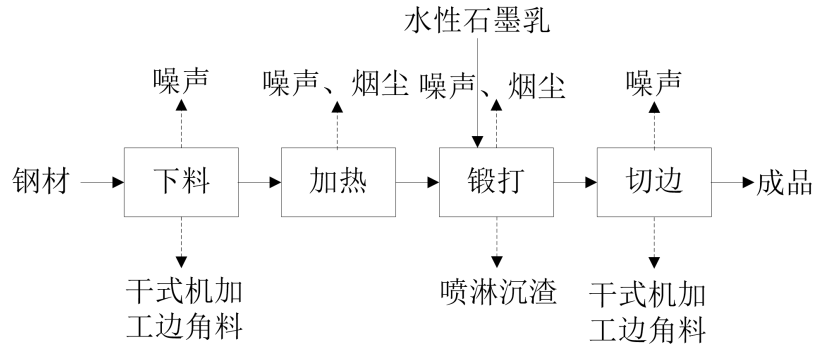 水性石墨乳
噪声
噪声、烟尘
噪声、烟尘
噪声
钢材
下料
加热
锻打
切边
成品
干式机加
工边角料
喷淋沉渣
干式机加
工边角料